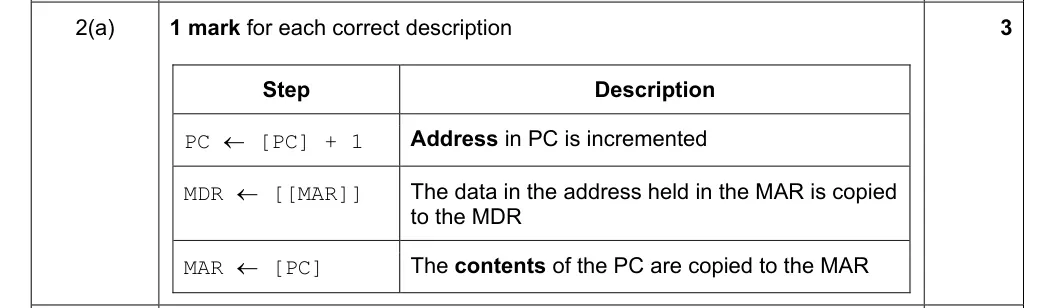 2(a) 1 mark for each correct description 3
Step Description
PC ← [PC] + 1 Address in PC is incremented
MDR ← [[MAR]] The data in the address held in the MAR is copied
to the MDR
MAR ← [PC] The contents of the PC are copied to the MAR